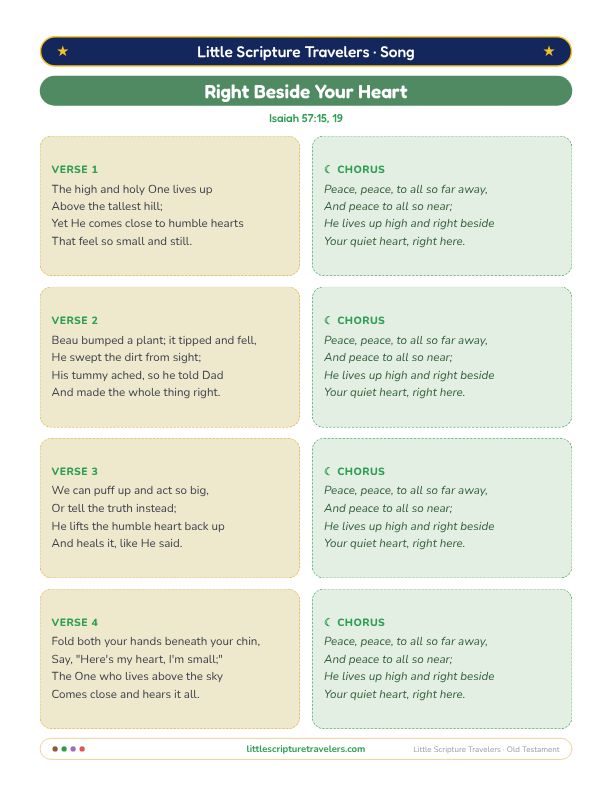 Little Scripture Travelers · Song
Right Beside Your Heart
Isaiah 57:15, 19
VERSE 1
The high and holy One lives up
Above the tallest hill;
Yet He comes close to humble hearts
That feel so small and still.
CHORUS
Peace, peace, to all so far away,
And peace to all so near;
He lives up high and right beside
Your quiet heart, right here.
VERSE 2
Beau bumped a plant; it tipped and fell,
He swept the dirt from sight;
His tummy ached, so he told Dad
And made the whole thing right.
CHORUS
Peace, peace, to all so far away,
And peace to all so near;
He lives up high and right beside
Your quiet heart, right here.
VERSE 3
We can puff up and act so big,
Or tell the truth instead;
He lifts the humble heart back up
And heals it, like He said.
CHORUS
Peace, peace, to all so far away,
And peace to all so near;
He lives up high and right beside
Your quiet heart, right here.
VERSE 4
Fold both your hands beneath your chin,
Say, "Here's my heart, I'm small;"
The One who lives above the sky
Comes close and hears it all.
CHORUS
Peace, peace, to all so far away,
And peace to all so near;
He lives up high and right beside
Your quiet heart, right here.
littlescripturetravelers.com
Little Scripture Travelers · Old Testament